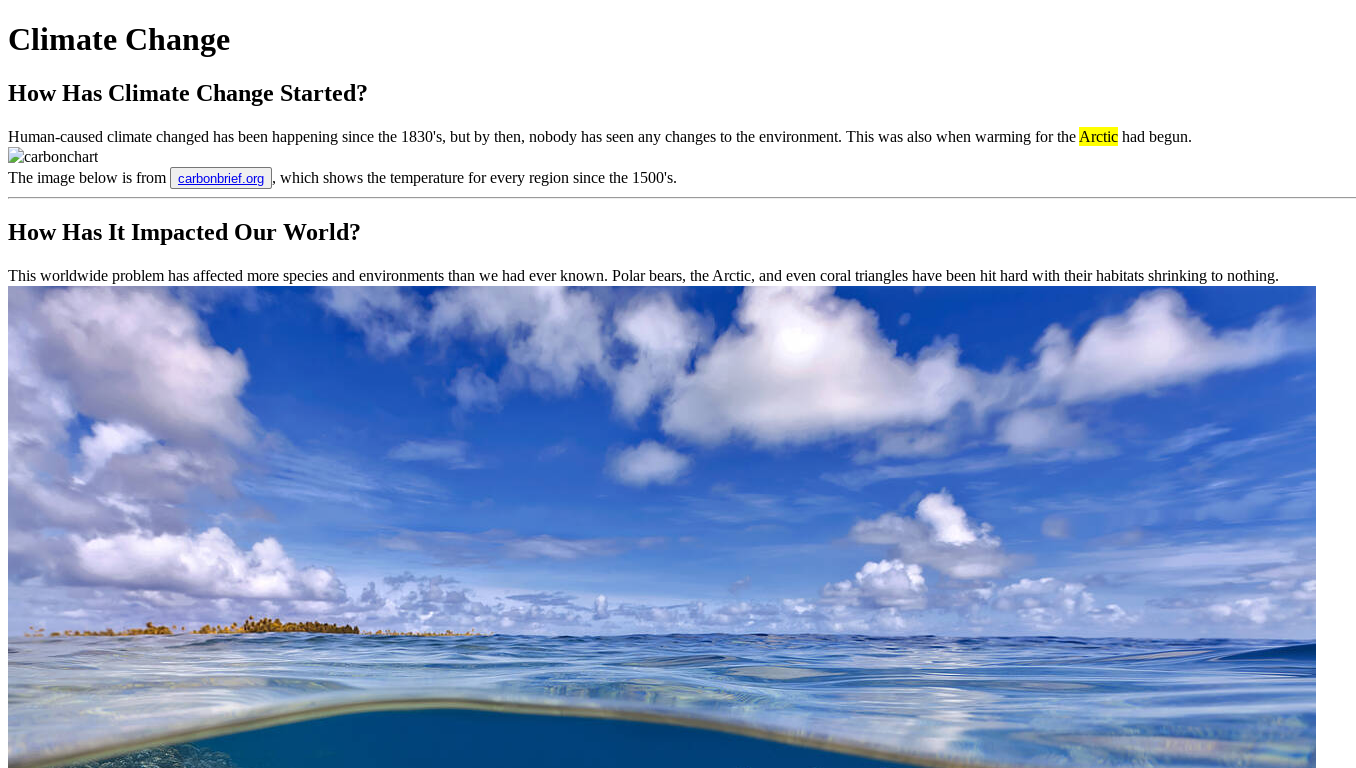 Climate Change
How Has Climate Change Started?
Human-caused climate changed has been happening since the 1830's, but by then, nobody has seen any changes to the environment. This was also when warming for the Arctic had begun.
carbonchart
The image below is from carbonbrief.org, which shows the temperature for every region since the 1500's.
How Has It Impacted Our World?
This worldwide problem has affected more species and environments than we had ever known. Polar bears, the Arctic, and even coral triangles have been hit hard with their habitats shrinking to nothing.